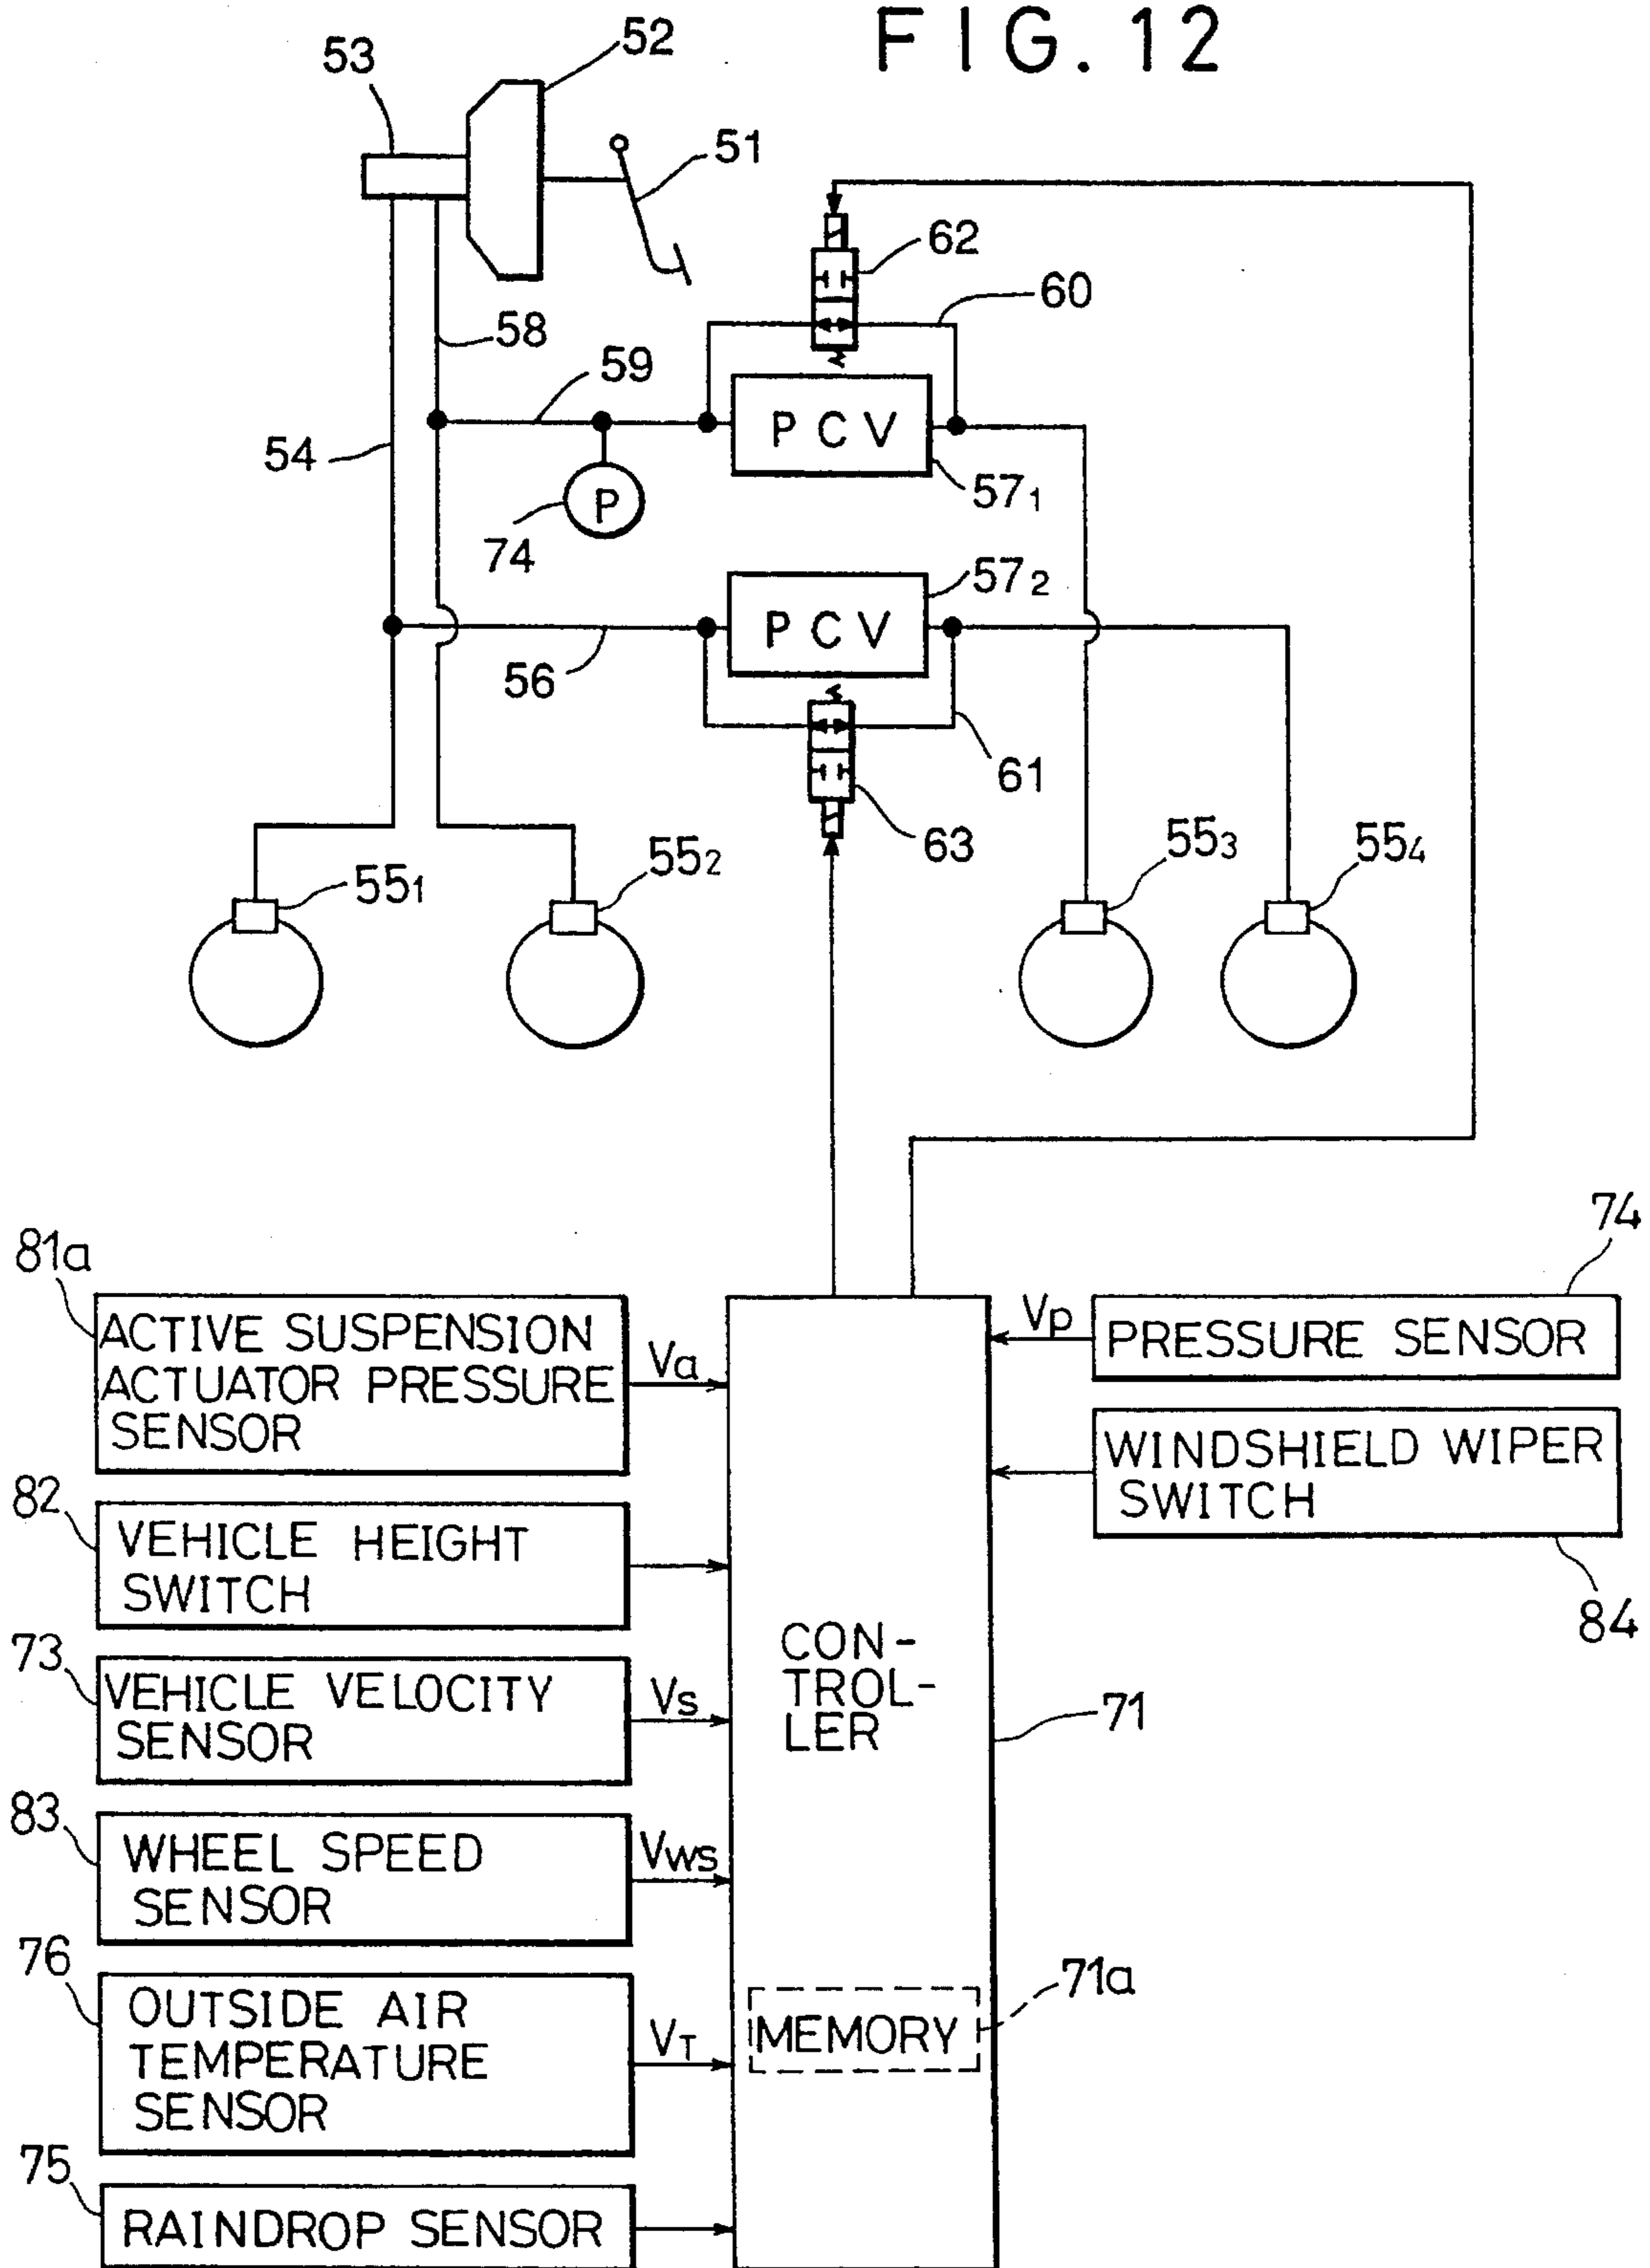 FIG. 12
52
53
51
62
60
58
59
PCV
54
57₁
P
74
57₂
PCV
56
61
63
55₁
55₂
55₃
55₄
74
81a
ACTIVE SUSPENSION
ACTUATOR PRESSURE
SENSOR
Va
Vp
PRESSURE SENSOR
WINDSHIELD WIPER
SWITCH
84
82
VEHICLE HEIGHT
SWITCH
73
VEHICLE VELOCITY
SENSOR
Vs
CON-
TROL-
LER
71
83
WHEEL SPEED
SENSOR
Vws
76
OUTSIDE AIR
TEMPERATURE
SENSOR
VT
71a
MEMORY
75
RAINDROP SENSOR